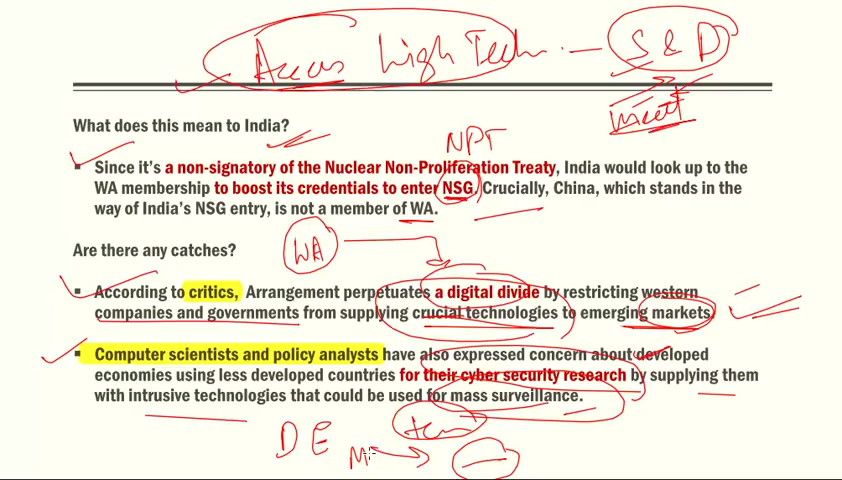 Access high Tech - S & D
What does this mean to India?
NPT
Since it's a non-signatory of the Nuclear Non-Proliferation Treaty, India would look up to the
WA membership to boost its credentials to enter NSG. Crucially, China, which stands in the
way of India's NSG entry, is not a member of WA.
Are there any catches?
WA
According to critics, Arrangement perpetuates a digital divide by restricting western
companies and governments from supplying crucial technologies to emerging markets
Computer scientists and policy analysts have also expressed concern about developed
economies using less developed countries for their cyber security research by supplying them
with intrusive technologies that could be used for mass surveillance.
D E